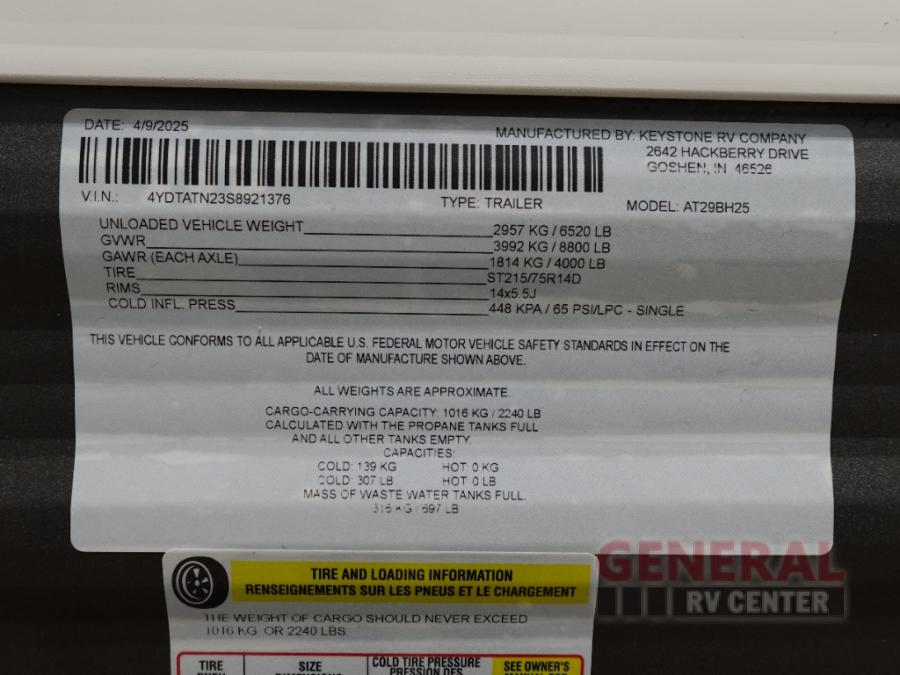 DATE: 4/9/2025
MANUFACTURED BY: KEYSTONE RV COMPANY
2642 HACKBERRY DRIVE
GOSHEN, IN 46526
V.I.N.: 4YDTATN23S8921376 TYPE: TRAILER MODEL: AT29BH25
UNLOADED VEHICLE WEIGHT 2957 KG / 6520 LB
GVWR 3992 KG / 8800 LB
GAWR (EACH AXLE) 1814 KG / 4000 LB
TIRE ST215/75R14D
RIMS 14x5.5J
COLD INFL. PRESS 448 KPA / 65 PSI/LPC - SINGLE
THIS VEHICLE CONFORMS TO ALL APPLICABLE U.S. FEDERAL MOTOR VEHICLE SAFETY STANDARDS IN EFFECT ON THE
DATE OF MANUFACTURE SHOWN ABOVE.
ALL WEIGHTS ARE APPROXIMATE.
CARGO-CARRYING CAPACITY: 1016 KG / 2240 LB
CALCULATED WITH THE PROPANE TANKS FULL
AND ALL OTHER TANKS EMPTY.
CAPACITIES:
COLD: 139 KG HOT: 0 KG
COLD: 307 LB HOT: 0 LB
MASS OF WASTE WATER TANKS FULL.
316 KG / 697 LB
GENERAL
RV CENTER
TIRE AND LOADING INFORMATION
RENSEIGNEMENTS SUR LES PNEUS ET LE CHARGEMENT
THE WEIGHT OF CARGO SHOULD NEVER EXCEED
1016 KG OR 2240 LBS.
TIRE SIZE COLD TIRE PRESSURE SEE OWNER'S
PRESSION DES